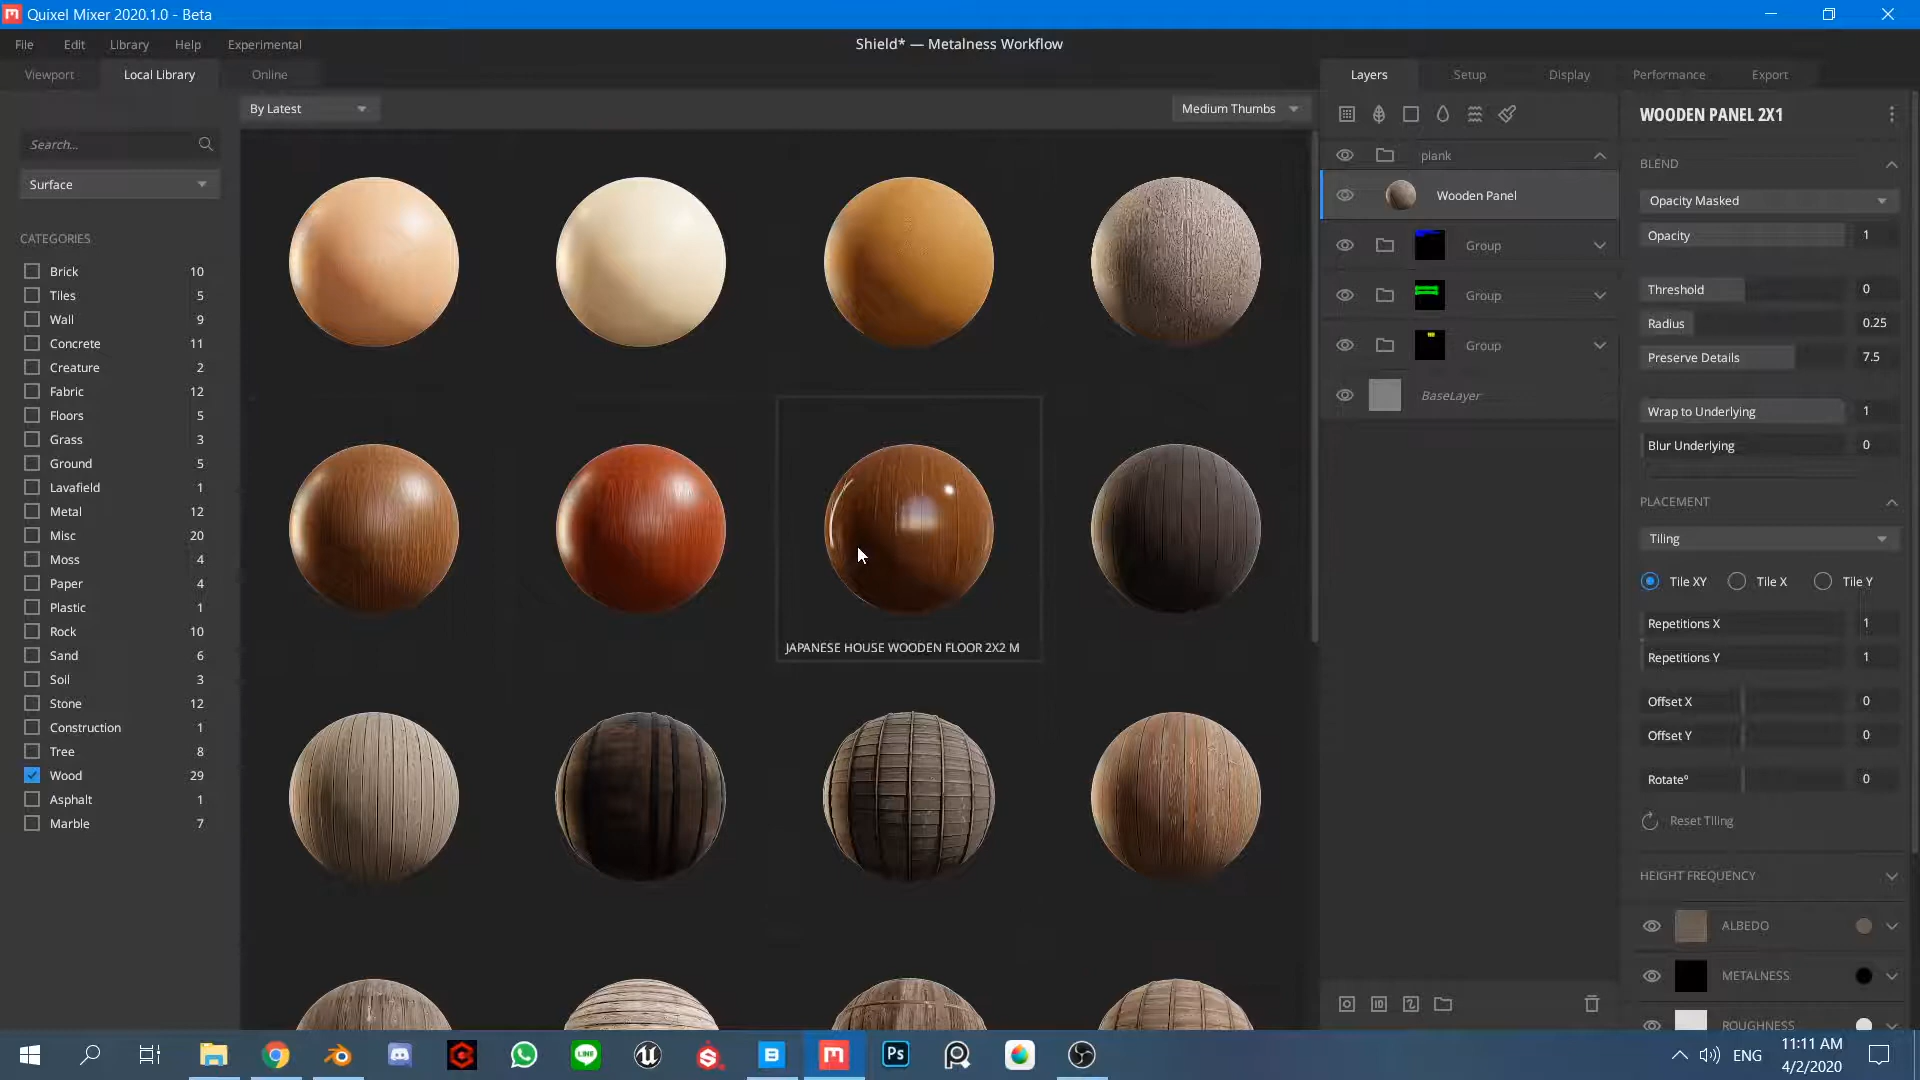 Quixel Mixer 2020.1.0 - Beta
File Edit Library Help Experimental
Shield* — Metalness Workflow
Viewport Local Library Online
Layers Setup Display Performance Export
By Latest
Medium Thumbs
Search...
Surface
CATEGORIES
Brick 10
Tiles 5
Wall 9
Concrete 11
Creature 2
Fabric 12
Floors 5
Grass 3
Ground 5
Lavafield 1
Metal 12
Misc 20
Moss 4
Paper 4
Plastic 1
Rock 10
Sand 6
Soil 3
Stone 12
Construction 1
Tree 8
Wood 29
Asphalt 1
Marble 7
JAPANESE HOUSE WOODEN FLOOR 2X2 M
plank
Wooden Panel
Group
Group
Group
BaseLayer
WOODEN PANEL 2X1
BLEND
Opacity Masked
Opacity 1
Threshold 0
Radius 0.25
Preserve Details 7.5
Wrap to Underlying 1
Blur Underlying 0
PLACEMENT
Tiling
Tile XY Tile X Tile Y
Repetitions X 1
Repetitions Y 1
Offset X 0
Offset Y 0
Rotate° 0
Reset Tiling
HEIGHT FREQUENCY
ALBEDO
METALNESS
ROUGHNESS
Ps
ENG
11:11 AM
4/2/2020